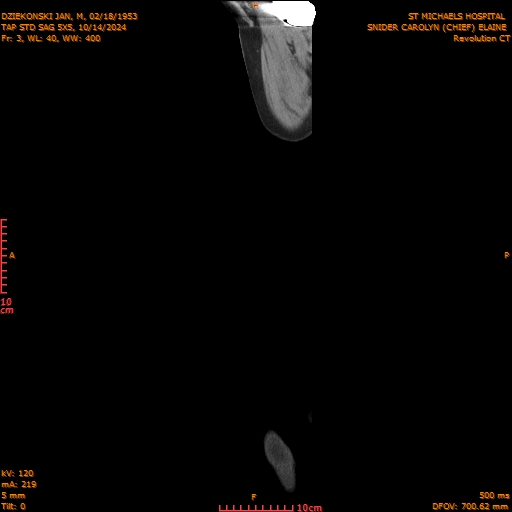 DZIEKONSKI JAN, M, 02/18/1953
TAP STD SAG 5X5, 10/14/2024
Fr: 3, WL: 40, WW: 400
ST MICHAELS HOSPITAL
SNIDER CAROLYN (CHIEF) ELAINE
Revolution CT
A
P
10
cm
kV: 120
mA: 219
5 mm
Tilt: 0
F
10cm
500 ms
DFOV: 700.62 mm